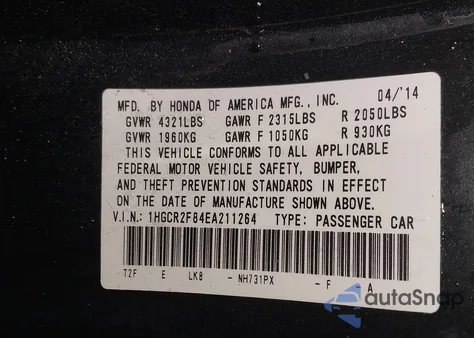 MFD. BY HONDA OF AMERICA MFG., INC. 04/'14
GVWR 4321LBS GAWR F 2315LBS R 2050LBS
GVWR 1960KG GAWR F 1050KG R 930KG
THIS VEHICLE CONFORMS TO ALL APPLICABLE
FEDERAL MOTOR VEHICLE SAFETY, BUMPER,
AND THEFT PREVENTION STANDARDS IN EFFECT
ON THE DATE OF MANUFACTURE SHOWN ABOVE.
V.I.N.: 1HGCR2F84EA211264 TYPE: PASSENGER CAR
T2F E LK8 -NH731PX -F -A
autaSnap